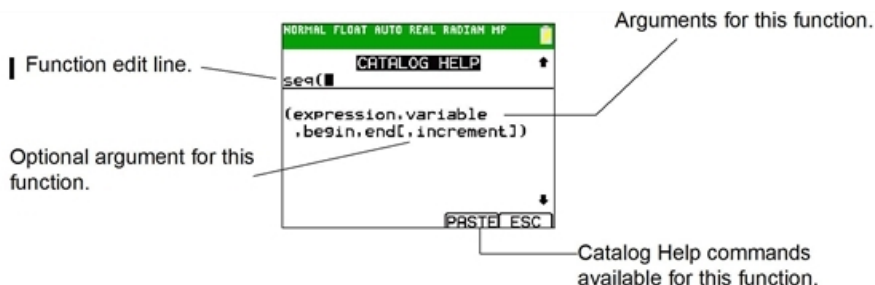 Arguments for this function.
NORMAL FLOAT AUTO REAL RADIAN MP
CATALOG HELP
Function edit line.
seq(
(expression,variable
,begin,end[,increment])
Optional argument for this
function.
PASTE ESC
Catalog Help commands
available for this function.